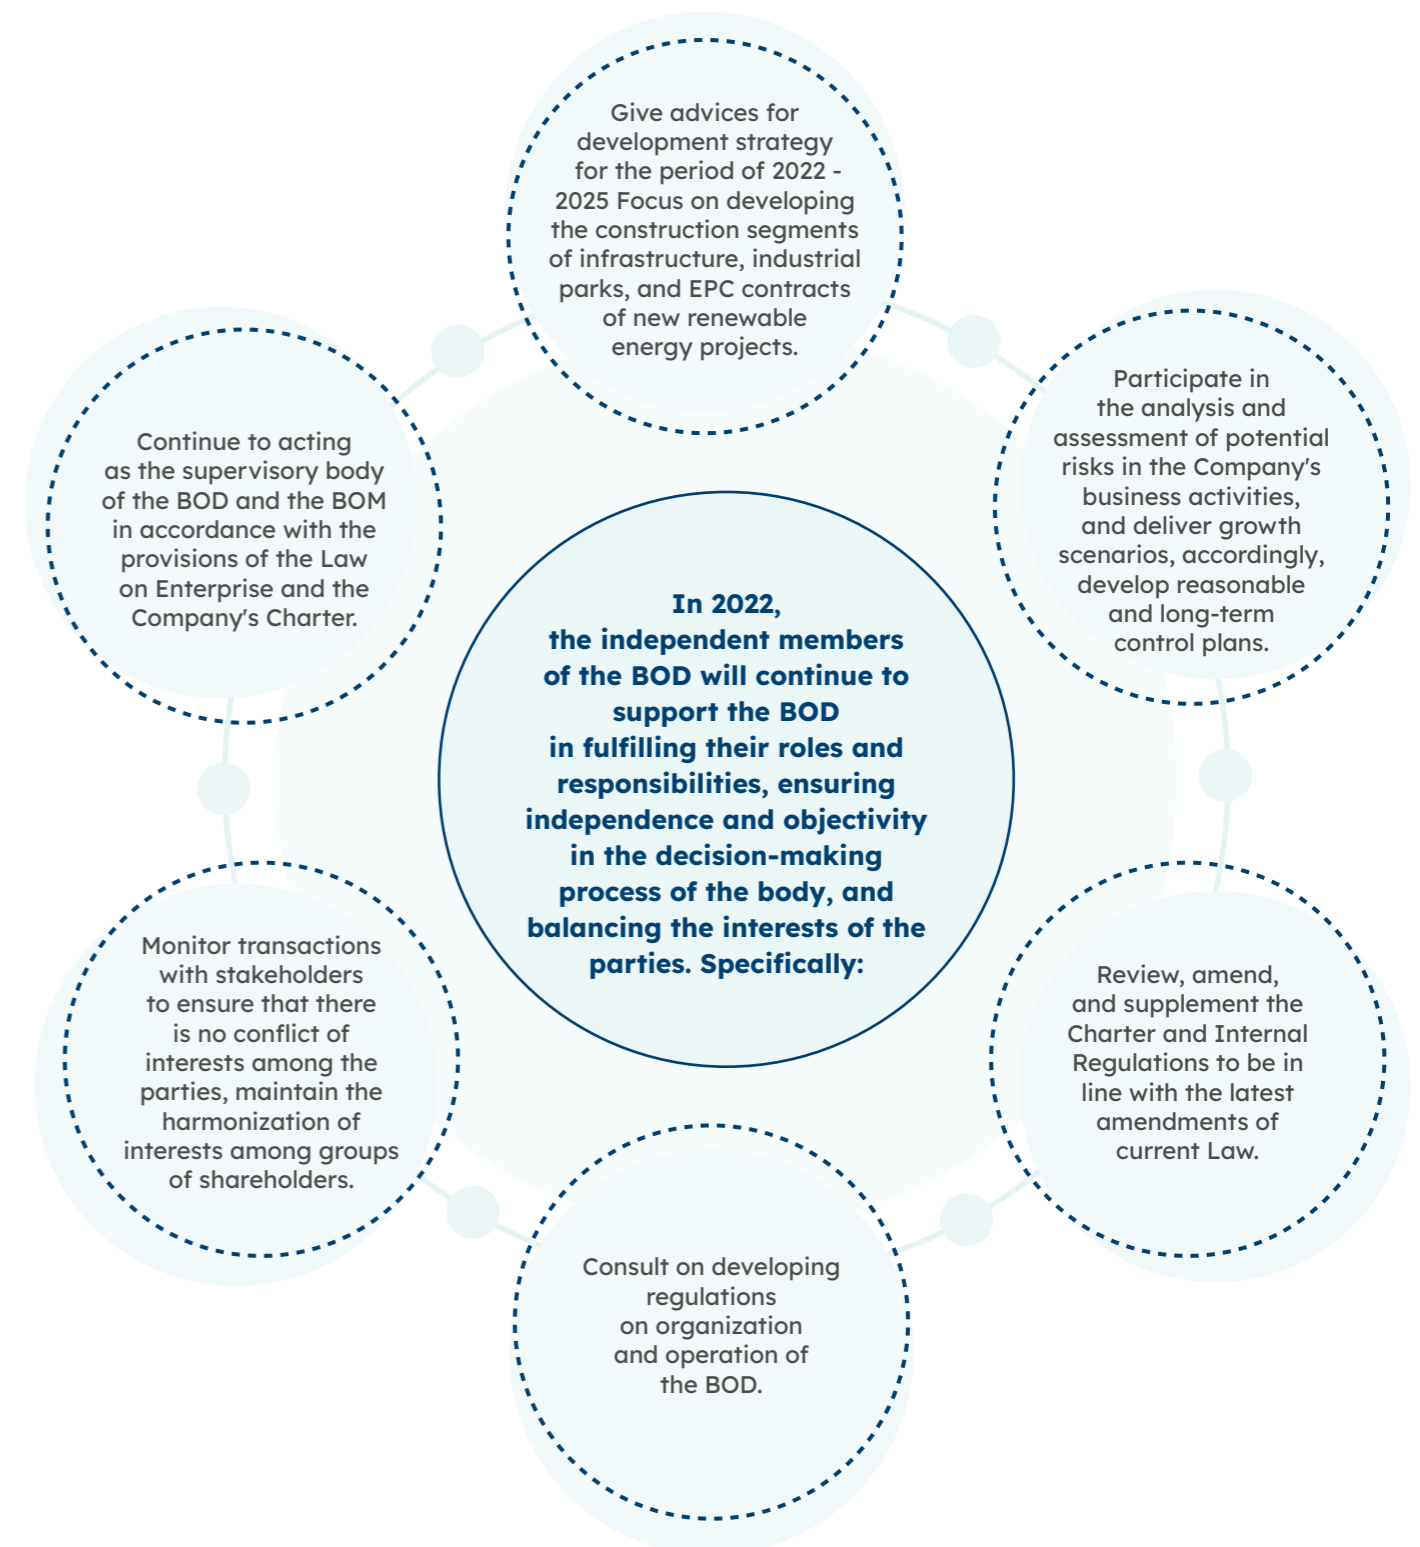 Give advices for
development strategy
for the period of 2022 -
2025 Focus on developing
the construction segments
of infrastructure, industrial
parks, and EPC contracts
of new renewable
energy projects.
Participate in
the analysis and
assessment of potential
risks in the Company's
business activities,
and deliver growth
scenarios, accordingly,
develop reasonable
and long-term
control plans.
Continue to acting
as the supervisory body
of the BOD and the BOM
in accordance with the
provisions of the Law
on Enterprise and the
Company's Charter.
In 2022,
the independent members
of the BOD will continue to
support the BOD
in fulfilling their roles and
responsibilities, ensuring
independence and objectivity
in the decision-making
process of the body, and
balancing the interests of the
parties. Specifically:
Monitor transactions
with stakeholders
to ensure that there
is no conflict of
interests among the
parties, maintain the
harmonization of
interests among groups
of shareholders.
Review, amend,
and supplement the
Charter and Internal
Regulations to be in
line with the latest
amendments of
current Law.
Consult on developing
regulations
on organization
and operation of
the BOD.